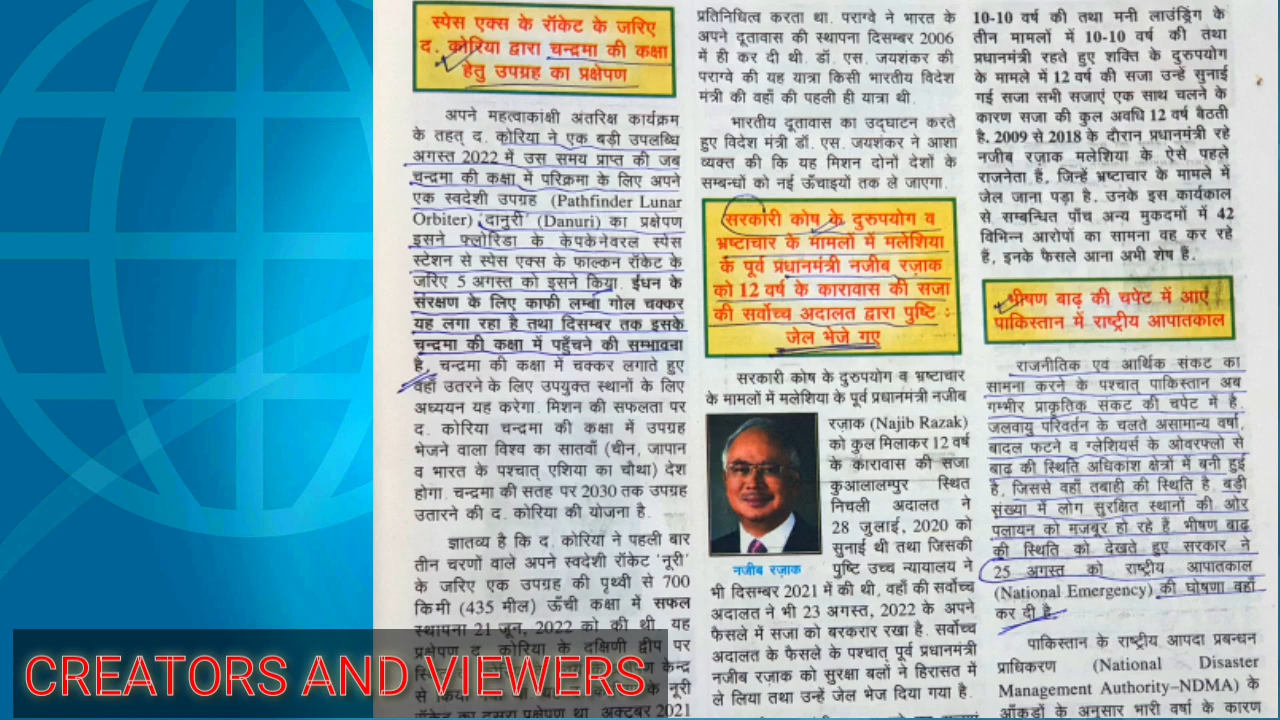 स्पेस एक्स के रॉकेट के जरिए
द. कोरिया द्वारा चन्द्रमा की कक्षा
हेतु उपग्रह का प्रक्षेपण
अपने महत्वाकांक्षी अंतरिक्ष कार्यक्रम
के तहत् द. कोरिया ने एक बड़ी उपलब्धि
अगस्त 2022 में उस समय प्राप्त की जब
चन्द्रमा की कक्षा में परिक्रमा के लिए अपने
एक स्वदेशी उपग्रह (Pathfinder Lunar
Orbiter) 'दानुरी' (Danuri) का प्रक्षेपण
इसने फ्लोरिडा के केपकेनेवरल स्पेस
स्टेशन से स्पेस एक्स के फाल्कन रॉकेट के
जरिए 5 अगस्त को इसने किया. ईंधन के
संरक्षण के लिए काफी लम्बा गोल चक्कर
यह लगा रहा है तथा दिसम्बर तक इसके
चन्द्रमा की कक्षा में पहुँचने की सम्भावना
है. चन्द्रमा की कक्षा में चक्कर लगाते हुए
वहाँ उतरने के लिए उपयुक्त स्थानों के लिए
अध्ययन यह करेगा. मिशन की सफलता पर
द. कोरिया चन्द्रमा की कक्षा में उपग्रह
भेजने वाला विश्व का सातवाँ (चीन, जापान
व भारत के पश्चात् एशिया का चौथा) देश
होगा. चन्द्रमा की सतह पर 2030 तक उपग्रह
उतारने की द. कोरिया की योजना है.
ज्ञातव्य है कि द. कोरिया ने पहली बार
तीन चरणों वाले अपने स्वदेशी रॉकेट 'नूरी'
के जरिए एक उपग्रह की पृथ्वी से 700
किमी (435 मील) ऊँची कक्षा में सफल
स्थापना 21 जून, 2022 को की थी. यह
प्रक्षेपण द. कोरिया के दक्षिणी द्वीप पर
केन्द्र
से के नूरी
रॉकेट का दूसरा प्रक्षेपण था. अक्टूबर 2021
प्रतिनिधित्व करता था. पराग्वे ने भारत के
अपने दूतावास की स्थापना दिसम्बर 2006
में ही कर दी थी. डॉ. एस. जयशंकर की
पराग्वे की यह यात्रा किसी भारतीय विदेश
मंत्री की वहाँ की पहली ही यात्रा थी.
भारतीय दूतावास का उद्घाटन करते
हुए विदेश मंत्री डॉ. एस. जयशंकर ने आशा
व्यक्त की कि यह मिशन दोनों देशों के
सम्बन्धों को नई ऊँचाइयों तक ले जाएगा.
सरकारी कोष के दुरुपयोग व
भ्रष्टाचार के मामलों में मलेशिया
के पूर्व प्रधानमंत्री नजीब रज़ाक
को 12 वर्ष के कारावास की सजा
की सर्वोच्च अदालत द्वारा पुष्टि :
जेल भेजे गए
सरकारी कोष के दुरुपयोग व भ्रष्टाचार
के मामलों में मलेशिया के पूर्व प्रधानमंत्री नजीब
रज़ाक (Najib Razak)
को कुल मिलाकर 12 वर्ष
के कारावास की सजा
कुआलालम्पुर स्थित
निचली अदालत ने
28 जुलाई, 2020 को
सुनाई थी तथा जिसकी
पुष्टि उच्च न्यायालय ने
नजीब रज़ाक
भी दिसम्बर 2021 में की थी, वहाँ की सर्वोच्च
अदालत ने भी 23 अगस्त, 2022 के अपने
फैसले में सजा को बरकरार रखा है. सर्वोच्च
अदालत के फैसले के पश्चात् पूर्व प्रधानमंत्री
नजीब रज़ाक को सुरक्षा बलों ने हिरासत में
ले लिया तथा उन्हें जेल भेज दिया गया है.
10-10 वर्ष की तथा मनी लाउंड्रिंग के
तीन मामलों में 10-10 वर्ष की तथा
प्रधानमंत्री रहते हुए शक्ति के दुरुपयोग
के मामले में 12 वर्ष की सजा उन्हें सुनाई
गई सजा सभी सजाएं एक साथ चलने के
कारण सजा की कुल अवधि 12 वर्ष बैठती
है. 2009 से 2018 के दौरान प्रधानमंत्री रहे
नजीब रज़ाक मलेशिया के ऐसे पहले
राजनेता हैं, जिन्हें भ्रष्टाचार के मामले में
जेल जाना पड़ा है. उनके इस कार्यकाल
से सम्बन्धित पाँच अन्य मुकदमों में 42
विभिन्न आरोपों का सामना वह कर रहे
हैं, इनके फैसले आना अभी शेष हैं.
भीषण बाढ़ की चपेट में आए
पाकिस्तान में राष्ट्रीय आपातकाल
राजनीतिक एवं आर्थिक संकट का
सामना करने के पश्चात् पाकिस्तान अब
गम्भीर प्राकृतिक संकट की चपेट में है.
जलवायु परिवर्तन के चलते असामान्य वर्षा,
बादल फटने व ग्लेशियर्स के ओवरफ्लो से
बाढ़ की स्थिति अधिकांश क्षेत्रों में बनी हुई
है, जिससे वहाँ तबाही की स्थिति है. बड़ी
संख्या में लोग सुरक्षित स्थानों की ओर
पलायन को मजबूर हो रहे हैं. भीषण बाढ़
की स्थिति को देखते हुए सरकार ने
25 अगस्त को राष्ट्रीय आपातकाल
(National Emergency) की घोषणा वहाँ
कर दी है.
पाकिस्तान के राष्ट्रीय आपदा प्रबन्धन
प्राधिकरण (National Disaster
Management Authority–NDMA) के
आँकड़ों के अनुसार भारी वर्षा के कारण
CREATORS AND VIEWERS